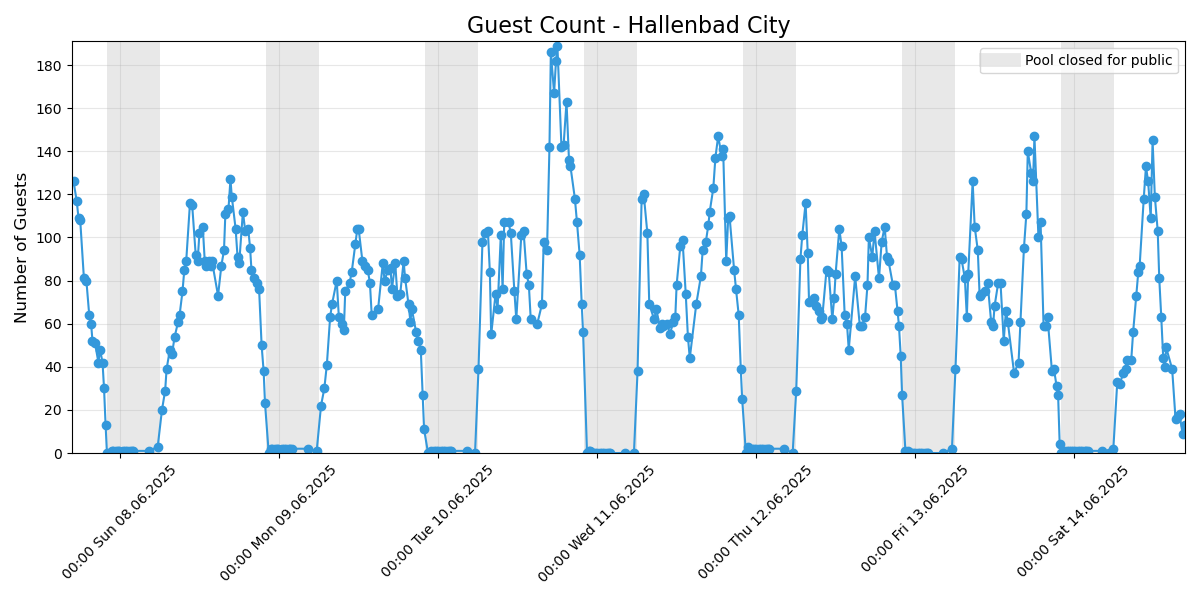 Guest Count - Hallenbad City
Pool closed for public
Number of Guests
180
160
140
120
100
80
60
40
20
0
00:00 Sun 08.06.2025
00:00 Mon 09.06.2025
00:00 Tue 10.06.2025
00:00 Wed 11.06.2025
00:00 Thu 12.06.2025
00:00 Fri 13.06.2025
00:00 Sat 14.06.2025